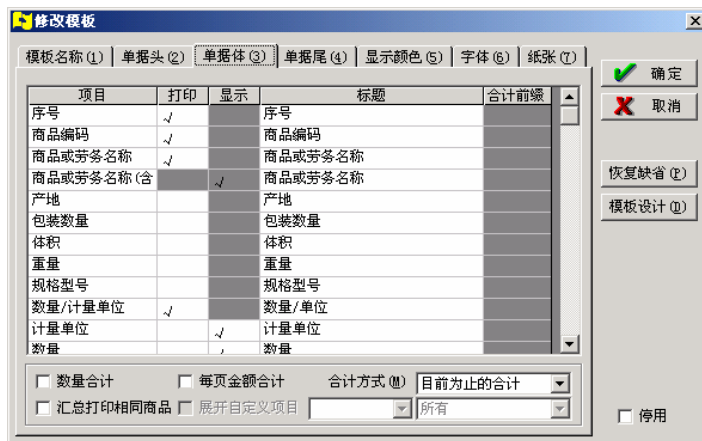 修改模板
模板名称(1) 单据头(2) 单据体(3) 单据尾(4) 显示颜色(5) 字体(6) 纸张(7)
确定
取消
恢复缺省(P)
模板设计(D)
项目 打印 显示 标题 合计前缀
序号 √ 序号
商品编码 √ 商品编码
商品或劳务名称 √ 商品或劳务名称
商品或劳务名称(含 √ 商品或劳务名称
产地 产地
包装数量 包装数量
体积 体积
重量 重量
规格型号 规格型号
数量/计量单位 √ 数量/单位
计量单位 √ 计量单位
数量 数量
数量合计 每页金额合计 合计方式(M) 目前为止的合计
汇总打印相同商品 展开自定义项目 所有
停用